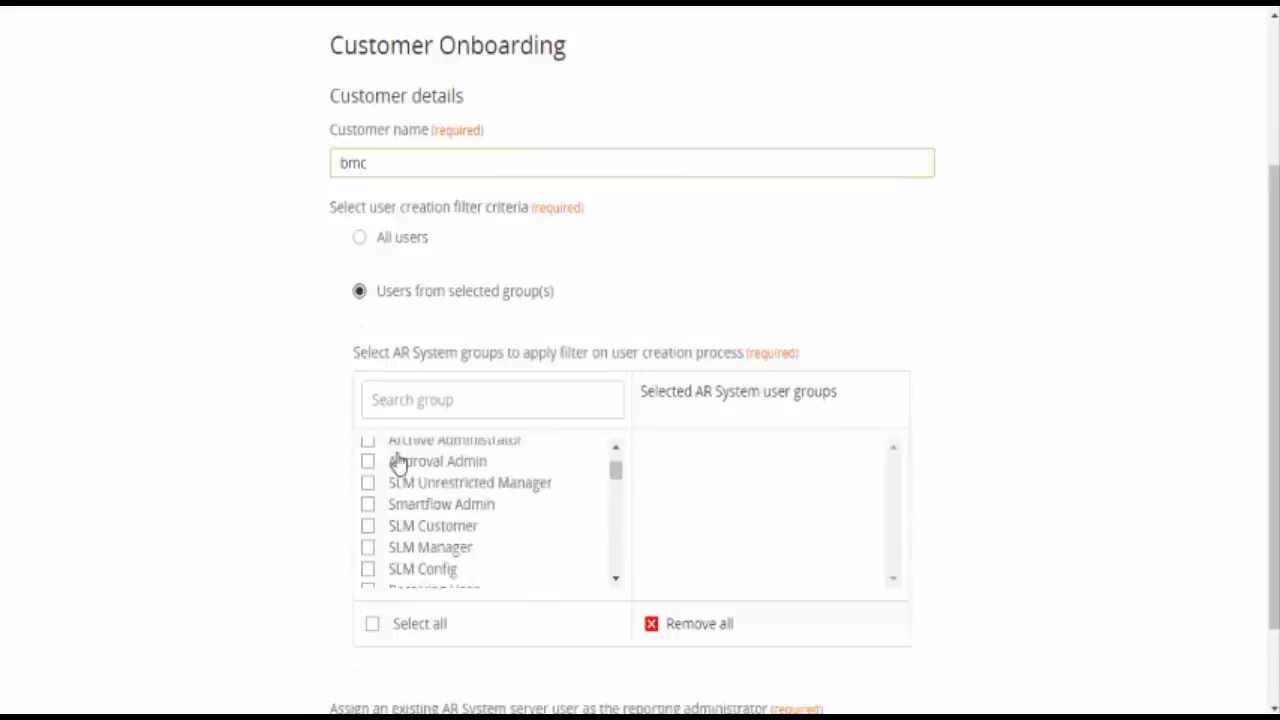 Customer Onboarding
Customer details
Customer name (required)
bmc
Select user creation filter criteria (required)
All users
Users from selected group(s)
Select AR System groups to apply filter on user creation process (required)
Search group
Selected AR System user groups
Archive Administrator
Approval Admin
SLM Unrestricted Manager
Smartflow Admin
SLM Customer
SLM Manager
SLM Config
Select all
Remove all
Assign an existing AR System server user as the reporting administrator (required)